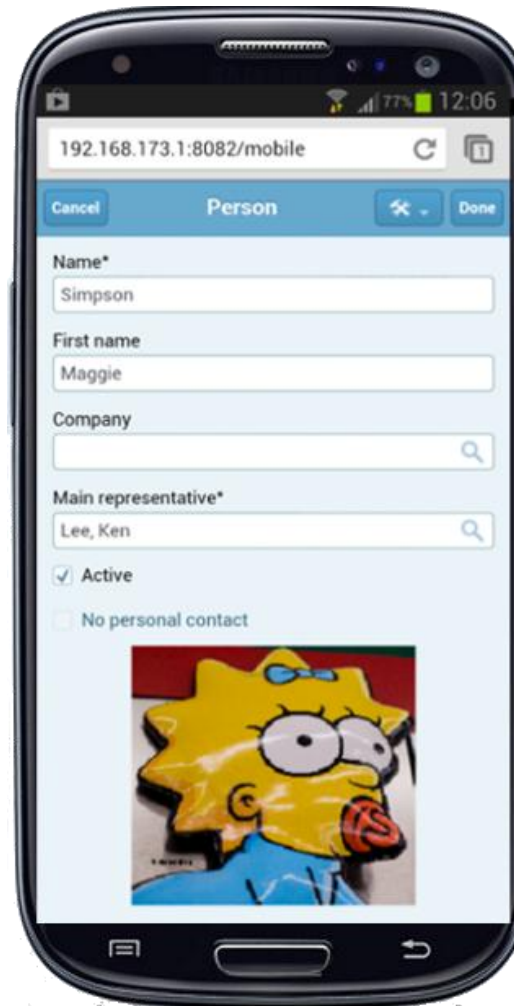 77% 12:06
192.168.173.1:8082/mobile 1
Cancel Person Done
Name*
Simpson
First name
Maggie
Company
Main representative*
Lee, Ken
Active
No personal contact